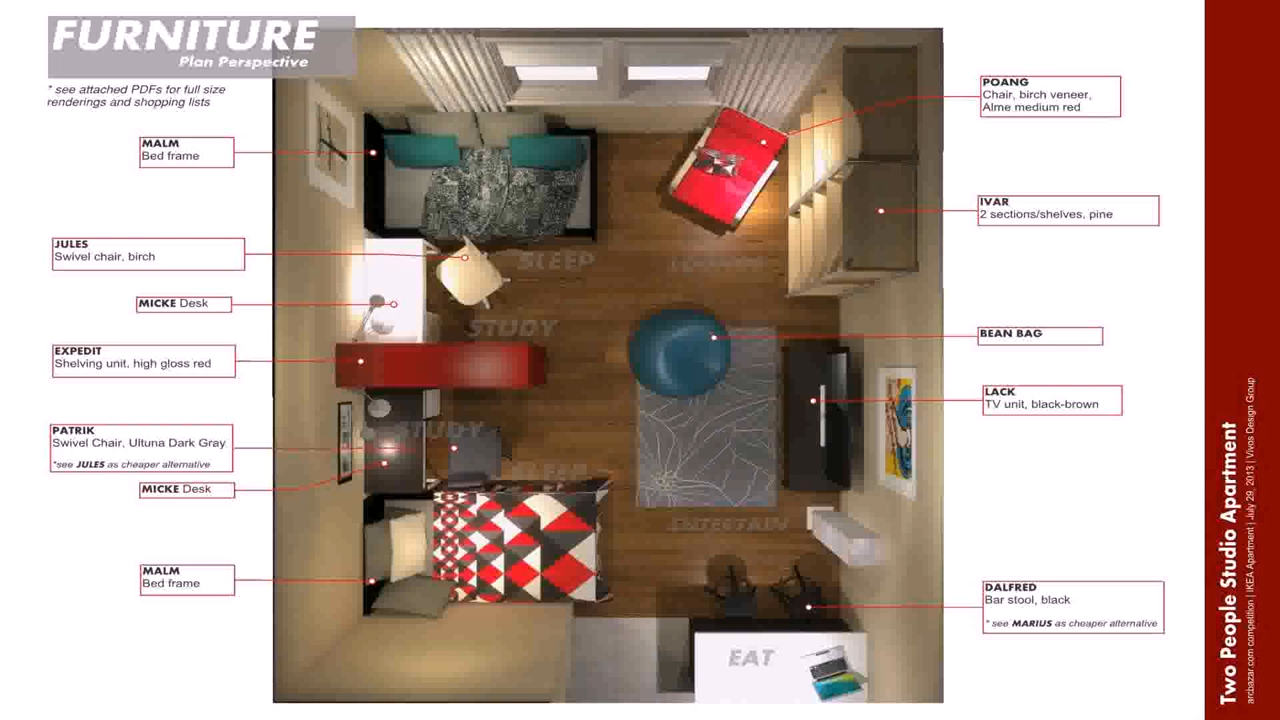 FURNITURE
Plan Perspective
* see attached PDFs for full size
renderings and shopping lists
MALM
Bed frame
JULES
Swivel chair, birch
MICKE Desk
EXPEDIT
Shelving unit, high gloss red
PATRIK
Swivel Chair, Ultuna Dark Gray
*see JULES as cheaper alternative
MICKE Desk
MALM
Bed frame
SLEEP
STUDY
STUDY
ENTERTAIN
EAT
POANG
Chair, birch veneer,
Alme medium red
IVAR
2 sections/shelves, pine
BEAN BAG
LACK
TV unit, black-brown
DALFRED
Bar stool, black
* see MARIUS as cheaper alternative
Two People Studio Apartment
arcbazar.com competition | IKEA Apartment | July 29, 2013 | Vivos Design Group